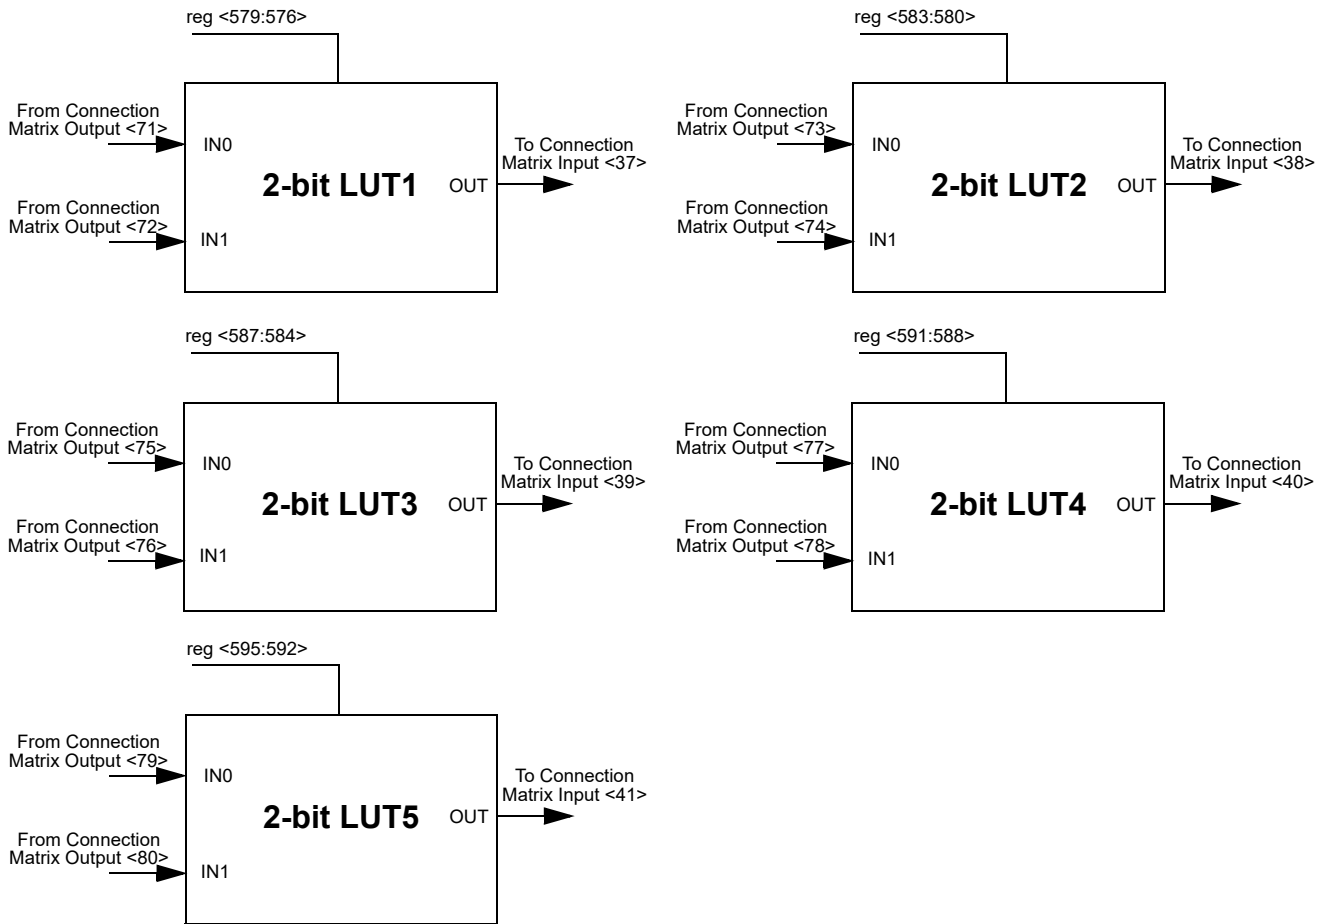 reg <579:576>
From Connection
Matrix Output <71>
IN0
2-bit LUT1
OUT
To Connection
Matrix Input <37>
From Connection
Matrix Output <72>
IN1
reg <583:580>
From Connection
Matrix Output <73>
IN0
2-bit LUT2
OUT
To Connection
Matrix Input <38>
From Connection
Matrix Output <74>
IN1
reg <587:584>
From Connection
Matrix Output <75>
IN0
2-bit LUT3
OUT
To Connection
Matrix Input <39>
From Connection
Matrix Output <76>
IN1
reg <591:588>
From Connection
Matrix Output <77>
IN0
2-bit LUT4
OUT
To Connection
Matrix Input <40>
From Connection
Matrix Output <78>
IN1
reg <595:592>
From Connection
Matrix Output <79>
IN0
2-bit LUT5
OUT
To Connection
Matrix Input <41>
From Connection
Matrix Output <80>
IN1